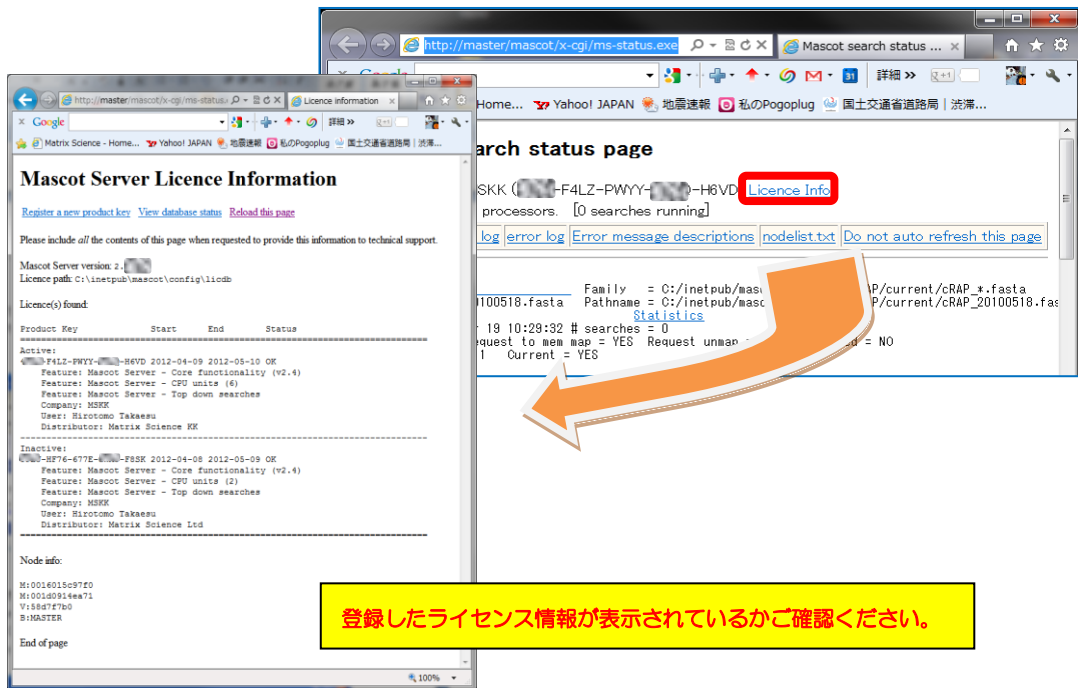 http://master/mascot/x-cgi/ms-status.exe
Mascot search status ...
Google
詳細 »
Home...
Yahoo! JAPAN
地震速報
私のPogoplug
国土交通省道路局｜渋滞...
arch status page
SKK (
-F4LZ-PWYY-
-H6VD
Licence Info
processors. [0 searches running]
log error log Error message descriptions nodelist.txt Do not auto refresh this page
Family = C:/inetpub/mas
P/current/cRAP_*.fasta
0100518.fasta Pathname = C:/inetpub/masc
P/current/cRAP_20100518.fas
Statistics
19 10:29:32 # searches = 0
quest to mem map = YES Request unmap
= NO
1 Current = YES
http://master/mascot/x-cgi/ms-status.
Licence information
Google
詳細 »
Matrix Science - Home...
Yahoo! JAPAN
地震速報
私のPogoplug
国土交通省道路局｜渋滞...
Mascot Server Licence Information
Register a new product key View database status Reload this page
Please include all the contents of this page when requested to provide this information to technical support.
Mascot Server version: 2.
Licence path: C:\inetpub\mascot\config\licdb
Licence(s) found:
Product Key Start End Status
Active:
-F4LZ-PWYY-
-H6VD 2012-04-09 2012-05-10 OK
Feature: Mascot Server - Core functionality (v2.4)
Feature: Mascot Server - CPU units (6)
Feature: Mascot Server - Top down searches
Company: MSKK
User: Hirotomo Takaesu
Distributor: Matrix Science KK
Inactive:
-HF76-677E-
-F8SK 2012-04-08 2012-05-09 OK
Feature: Mascot Server - Core functionality (v2.4)
Feature: Mascot Server - CPU units (2)
Feature: Mascot Server - Top down searches
Company: MSKK
User: Hirotomo Takaesu
Distributor: Matrix Science Ltd
Node info:
M:0016015c97f0
M:001d0914ea71
V:58d7f7b0
B:MASTER
End of page
100%
登録したライセンス情報が表示されているかご確認ください。